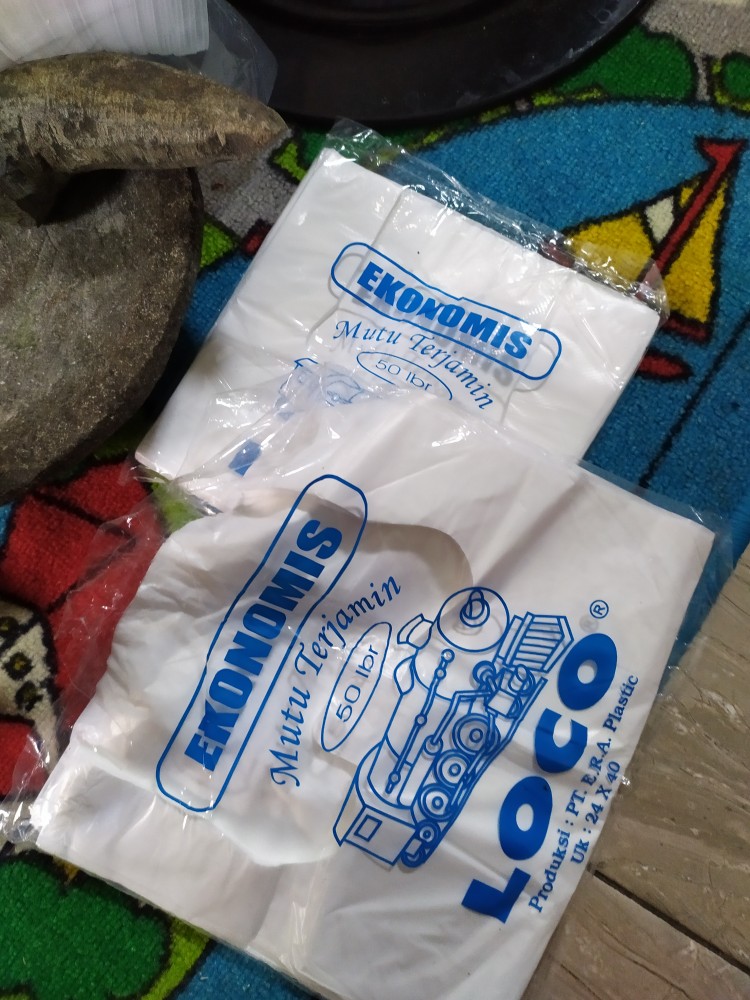 EKONOMIS
Mutu Terjamin
50 lbr
EKONOMIS
Mutu Terjamin
50 lbr
LOCO®
Produksi : PT. E.R.A. Plastic
Uk : 24 X 40